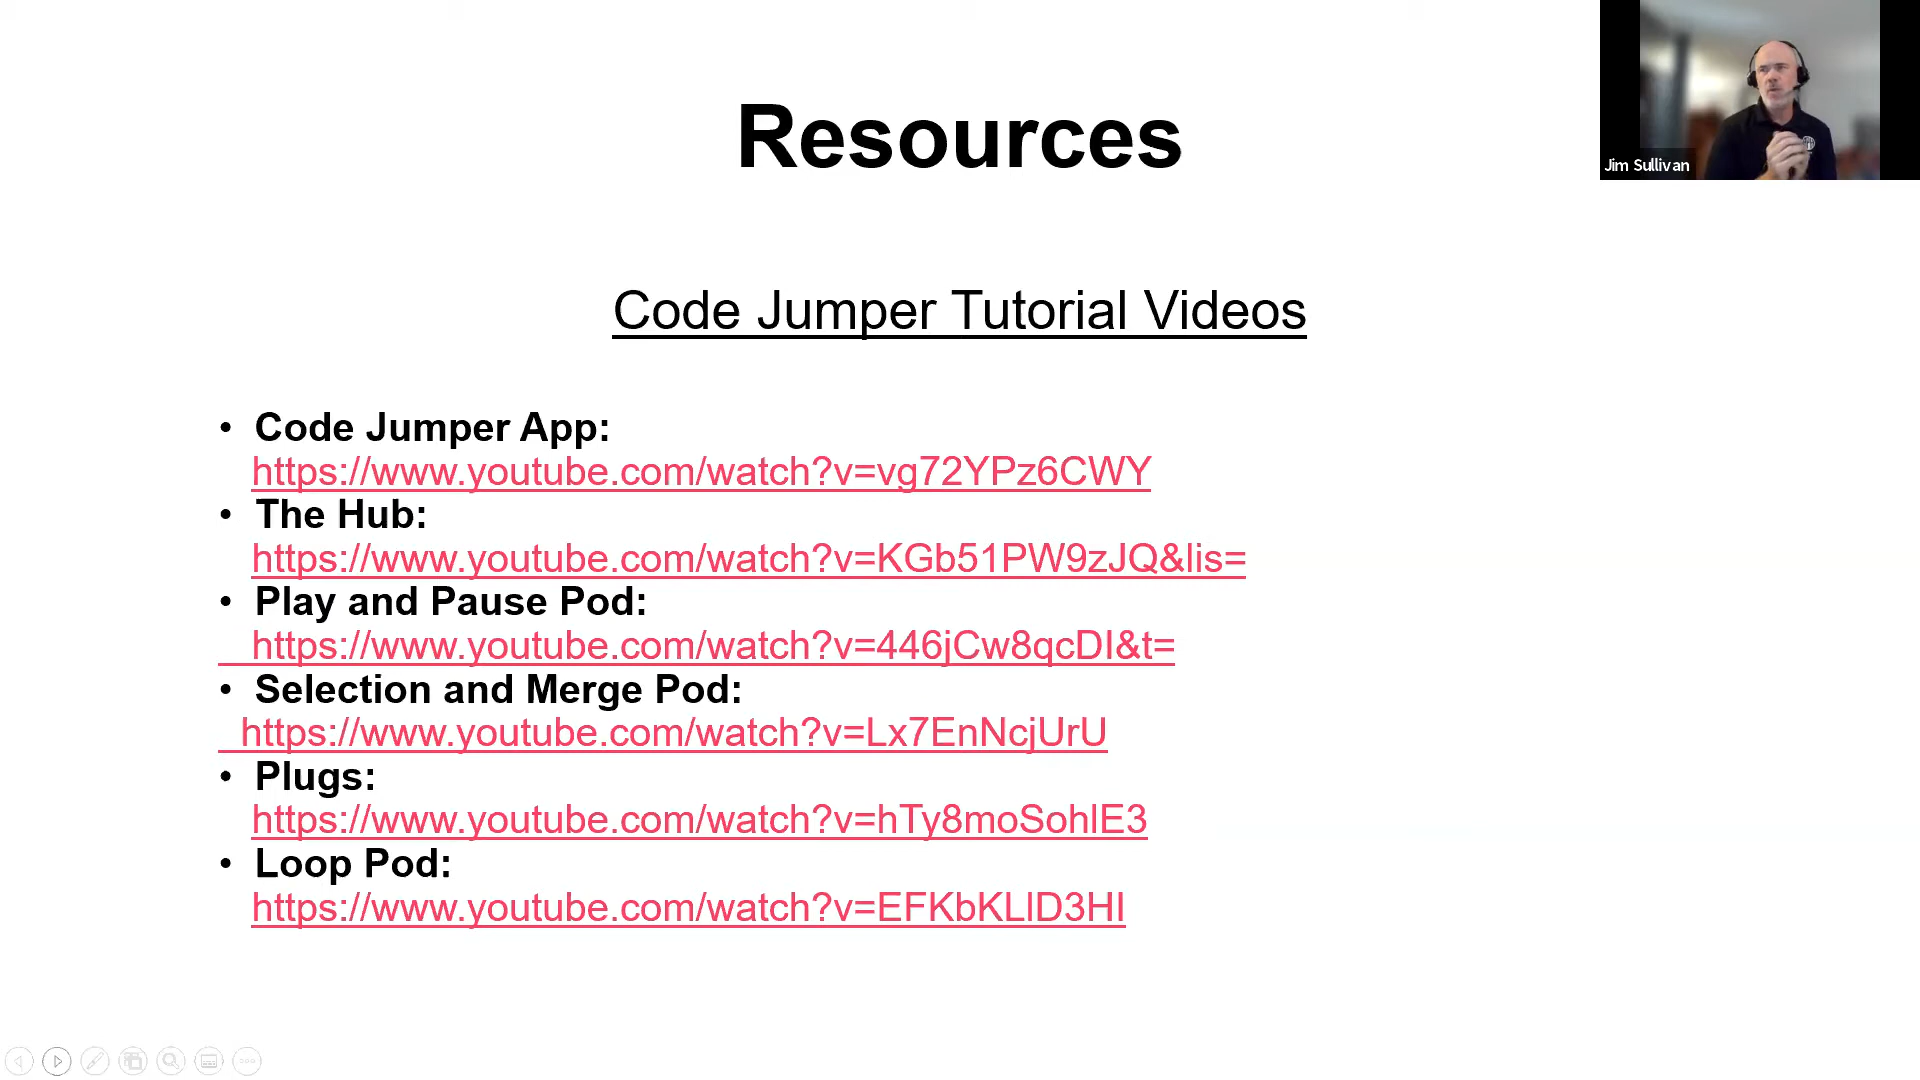 Resources
Jim Sullivan
Code Jumper Tutorial Videos
• Code Jumper App:
https://www.youtube.com/watch?v=vg72YPz6CWY
• The Hub:
https://www.youtube.com/watch?v=KGb51PW9zJQ&lis=
• Play and Pause Pod:
https://www.youtube.com/watch?v=446jCw8qcDI&t=
• Selection and Merge Pod:
https://www.youtube.com/watch?v=Lx7EnNcjUrU
• Plugs:
https://www.youtube.com/watch?v=hTy8moSohlE3
• Loop Pod:
https://www.youtube.com/watch?v=EFKbKLlD3HI